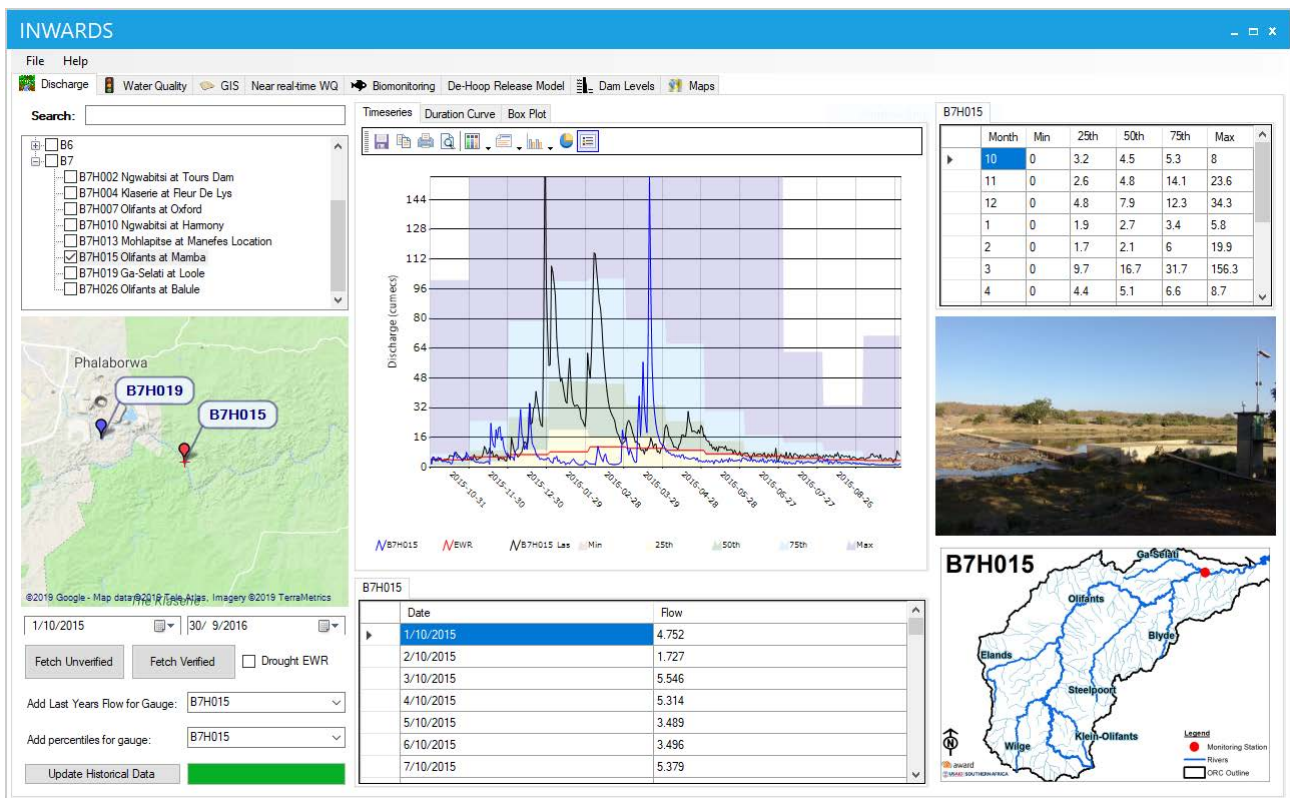 INWARDS
File Help
Discharge Water Quality GIS Near real-time WQ Biomonitoring De-Hoop Release Model Dam Levels Maps
Search:
B6
B7
B7H002 Ngwabitsi at Tours Dam
B7H004 Klaserie at Fleur De Lys
B7H007 Olifants at Oxford
B7H010 Ngwabitsi at Harmony
B7H013 Mohlapitse at Manefes Location
B7H015 Olifants at Mamba
B7H019 Ga-Selati at Loole
B7H026 Olifants at Balule
Phalaborwa
B7H019
B7H015
The Klaserie
©2019 Google - Map data ©2019 Tele Atlas, Imagery ©2019 TerraMetrics
1/10/2015 30/ 9/2016
Fetch Unverified Fetch Verified Drought EWR
Add Last Years Flow for Gauge: B7H015
Add percentiles for gauge: B7H015
Update Historical Data
Timeseries Duration Curve Box Plot
Discharge (cumecs)
144
128
112
96
80
64
48
32
16
0
2015-10-31 2015-11-30 2015-12-30 2016-01-29 2016-02-28 2016-03-29 2016-04-28 2016-05-28 2016-06-27 2016-07-27 2016-08-26
B7H015 EWR B7H015 Las Min 25th 50th 75th Max
B7H015
Date Flow
1/10/2015 4.752
2/10/2015 1.727
3/10/2015 5.546
4/10/2015 5.314
5/10/2015 3.489
6/10/2015 3.496
7/10/2015 5.379
B7H015
Month Min 25th 50th 75th Max
10 0 3.2 4.5 5.3 8
11 0 2.6 4.8 14.1 23.6
12 0 4.8 7.9 12.3 34.3
1 0 1.9 2.7 3.4 5.8
2 0 1.7 2.1 6 19.9
3 0 9.7 16.7 31.7 156.3
4 0 4.4 5.1 6.6 8.7
B7H015
Ga-Selati
Olifants
Blyde
Elands
Steelpoort
Klein-Olifants
Wilge
N
Legend
Monitoring Station
Rivers
ORC Outline
award
USAID SOUTHERN AFRICA